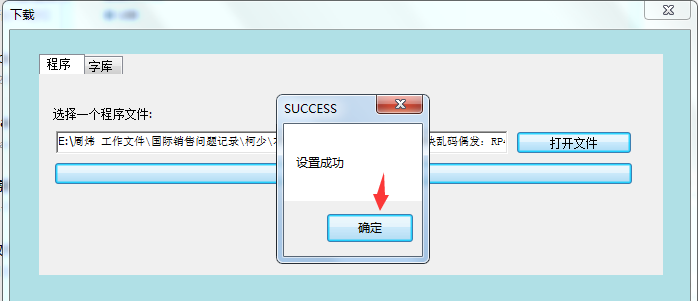 下载
程序 字库
选择一个程序文件:
E:\周炜 工作文件\国际销售问题记录\柯少\ 乱码偶发: RP4
打开文件
SUCCESS
设置成功
确定